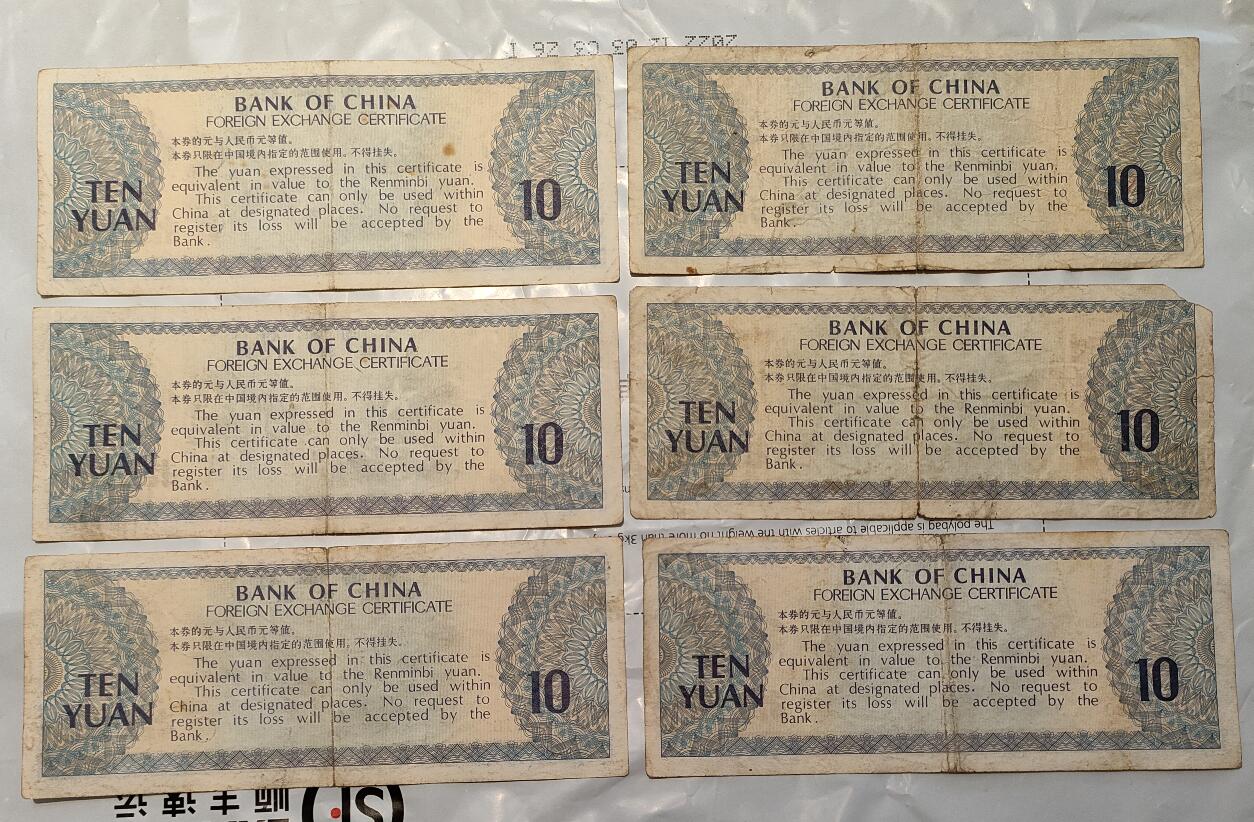 2022 12 03 C3 26 1
BANK OF CHINA
FOREIGN EXCHANGE CERTIFICATE
本券的元与人民币元等值。
本券只限在中国境内指定的范围使用。不得挂失。
The yuan expressed in this certificate is
equivalent in value to the Renminbi yuan.
This certificate can only be used within
China at designated places. No request to
register its loss will be accepted by the
Bank.
TEN
YUAN
10
BANK OF CHINA
FOREIGN EXCHANGE CERTIFICATE
本券的元与人民币元等值。
本券只限在中国境内指定的范围使用。不得挂失。
The yuan expressed in this certificate is
equivalent in value to the Renminbi yuan.
This certificate can only be used within
China at designated places. No request to
register its loss will be accepted by the
Bank.
TEN
YUAN
10
BANK OF CHINA
FOREIGN EXCHANGE CERTIFICATE
本券的元与人民币元等值。
本券只限在中国境内指定的范围使用。不得挂失。
The yuan expressed in this certificate is
equivalent in value to the Renminbi yuan.
This certificate can only be used within
China at designated places. No request to
register its loss will be accepted by the
Bank.
TEN
YUAN
10
BANK OF CHINA
FOREIGN EXCHANGE CERTIFICATE
本券的元与人民币元等值。
本券只限在中国境内指定的范围使用。不得挂失。
The yuan expressed in this certificate is
equivalent in value to the Renminbi yuan.
This certificate can only be used within
China at designated places. No request to
register its loss will be accepted by the
Bank.
TEN
YUAN
10
The polybag is applicable to articles with the weight no more than 3kg
BANK OF CHINA
FOREIGN EXCHANGE CERTIFICATE
本券的元与人民币元等值。
本券只限在中国境内指定的范围使用。不得挂失。
The yuan expressed in this certificate is
equivalent in value to the Renminbi yuan.
This certificate can only be used within
China at designated places. No request to
register its loss will be accepted by the
Bank.
TEN
YUAN
10
BANK OF CHINA
FOREIGN EXCHANGE CERTIFICATE
本券的元与人民币元等值。
本券只限在中国境内指定的范围使用。不得挂失。
The yuan expressed in this certificate is
equivalent in value to the Renminbi yuan.
This certificate can only be used within
China at designated places. No request to
register its loss will be accepted by the
Bank.
TEN
YUAN
10
SF
顺丰速运